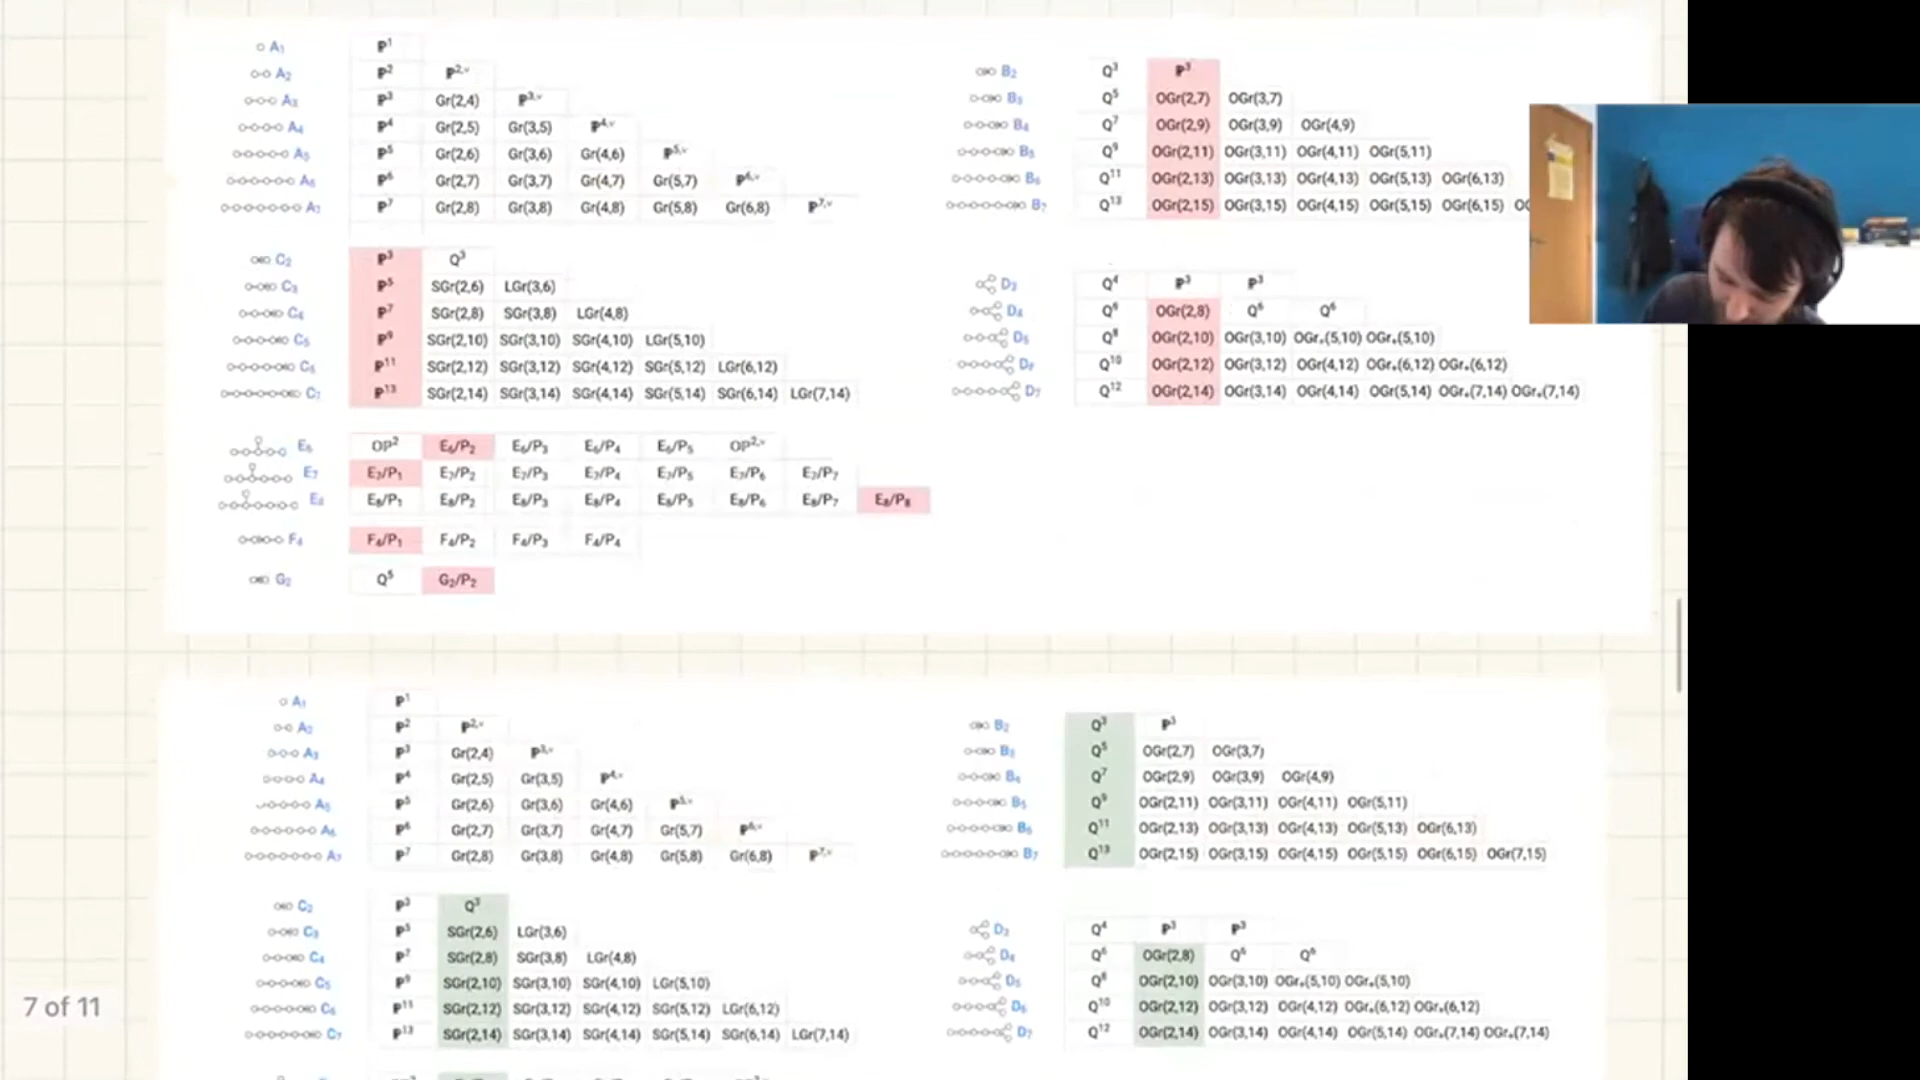 A₁ P¹
A₂ P² P²,ᵛ
A₃ P³ Gr(2,4) P³,ᵛ
A₄ P⁴ Gr(2,5) Gr(3,5) P⁴,ᵛ
A₅ P⁵ Gr(2,6) Gr(3,6) Gr(4,6) P⁵,ᵛ
A₆ P⁶ Gr(2,7) Gr(3,7) Gr(4,7) Gr(5,7) P⁶,ᵛ
A₇ P⁷ Gr(2,8) Gr(3,8) Gr(4,8) Gr(5,8) Gr(6,8) P⁷,ᵛ
B₂ Q³ P³
B₃ Q⁵ OGr(2,7) OGr(3,7)
B₄ Q⁷ OGr(2,9) OGr(3,9) OGr(4,9)
B₅ Q⁹ OGr(2,11) OGr(3,11) OGr(4,11) OGr(5,11)
B₆ Q¹¹ OGr(2,13) OGr(3,13) OGr(4,13) OGr(5,13) OGr(6,13)
B₇ Q¹³ OGr(2,15) OGr(3,15) OGr(4,15) OGr(5,15) OGr(6,15)
C₂ P³ Q³
C₃ P⁵ SGr(2,6) LGr(3,6)
C₄ P⁷ SGr(2,8) SGr(3,8) LGr(4,8)
C₅ P⁹ SGr(2,10) SGr(3,10) SGr(4,10) LGr(5,10)
C₆ P¹¹ SGr(2,12) SGr(3,12) SGr(4,12) SGr(5,12) LGr(6,12)
C₇ P¹³ SGr(2,14) SGr(3,14) SGr(4,14) SGr(5,14) SGr(6,14) LGr(7,14)
D₃ Q⁴ P³ P³
D₄ Q⁶ OGr(2,8) Q⁶ Q⁶
D₅ Q⁸ OGr(2,10) OGr(3,10) OGr₊(5,10) OGr₊(5,10)
D₆ Q¹⁰ OGr(2,12) OGr(3,12) OGr(4,12) OGr₊(6,12) OGr₊(6,12)
D₇ Q¹² OGr(2,14) OGr(3,14) OGr(4,14) OGr(5,14) OGr₊(7,14) OGr₊(7,14)
E₆ OP² E₆/P₂ E₆/P₃ E₆/P₄ E₆/P₅ OP²,ᵛ
E₇ E₇/P₁ E₇/P₂ E₇/P₃ E₇/P₄ E₇/P₅ E₇/P₆ E₇/P₇
E₈ E₈/P₁ E₈/P₂ E₈/P₃ E₈/P₄ E₈/P₅ E₈/P₆ E₈/P₇ E₈/P₈
F₄ F₄/P₁ F₄/P₂ F₄/P₃ F₄/P₄
G₂ Q⁵ G₂/P₂
A₁ P¹
A₂ P² P²,ᵛ
A₃ P³ Gr(2,4) P³,ᵛ
A₄ P⁴ Gr(2,5) Gr(3,5) P⁴,ᵛ
A₅ P⁵ Gr(2,6) Gr(3,6) Gr(4,6) P⁵,ᵛ
A₆ P⁶ Gr(2,7) Gr(3,7) Gr(4,7) Gr(5,7) P⁶,ᵛ
A₇ P⁷ Gr(2,8) Gr(3,8) Gr(4,8) Gr(5,8) Gr(6,8) P⁷,ᵛ
B₂ Q³ P³
B₃ Q⁵ OGr(2,7) OGr(3,7)
B₄ Q⁷ OGr(2,9) OGr(3,9) OGr(4,9)
B₅ Q⁹ OGr(2,11) OGr(3,11) OGr(4,11) OGr(5,11)
B₆ Q¹¹ OGr(2,13) OGr(3,13) OGr(4,13) OGr(5,13) OGr(6,13)
B₇ Q¹³ OGr(2,15) OGr(3,15) OGr(4,15) OGr(5,15) OGr(6,15) OGr(7,15)
C₂ P³ Q³
C₃ P⁵ SGr(2,6) LGr(3,6)
C₄ P⁷ SGr(2,8) SGr(3,8) LGr(4,8)
C₅ P⁹ SGr(2,10) SGr(3,10) SGr(4,10) LGr(5,10)
C₆ P¹¹ SGr(2,12) SGr(3,12) SGr(4,12) SGr(5,12) LGr(6,12)
C₇ P¹³ SGr(2,14) SGr(3,14) SGr(4,14) SGr(5,14) SGr(6,14) LGr(7,14)
D₃ Q⁴ P³ P³
D₄ Q⁶ OGr(2,8) Q⁶ Q⁶
D₅ Q⁸ OGr(2,10) OGr(3,10) OGr₊(5,10) OGr₊(5,10)
D₆ Q¹⁰ OGr(2,12) OGr(3,12) OGr(4,12) OGr₊(6,12) OGr₊(6,12)
D₇ Q¹² OGr(2,14) OGr(3,14) OGr(4,14) OGr(5,14) OGr₊(7,14) OGr₊(7,14)
7 of 11